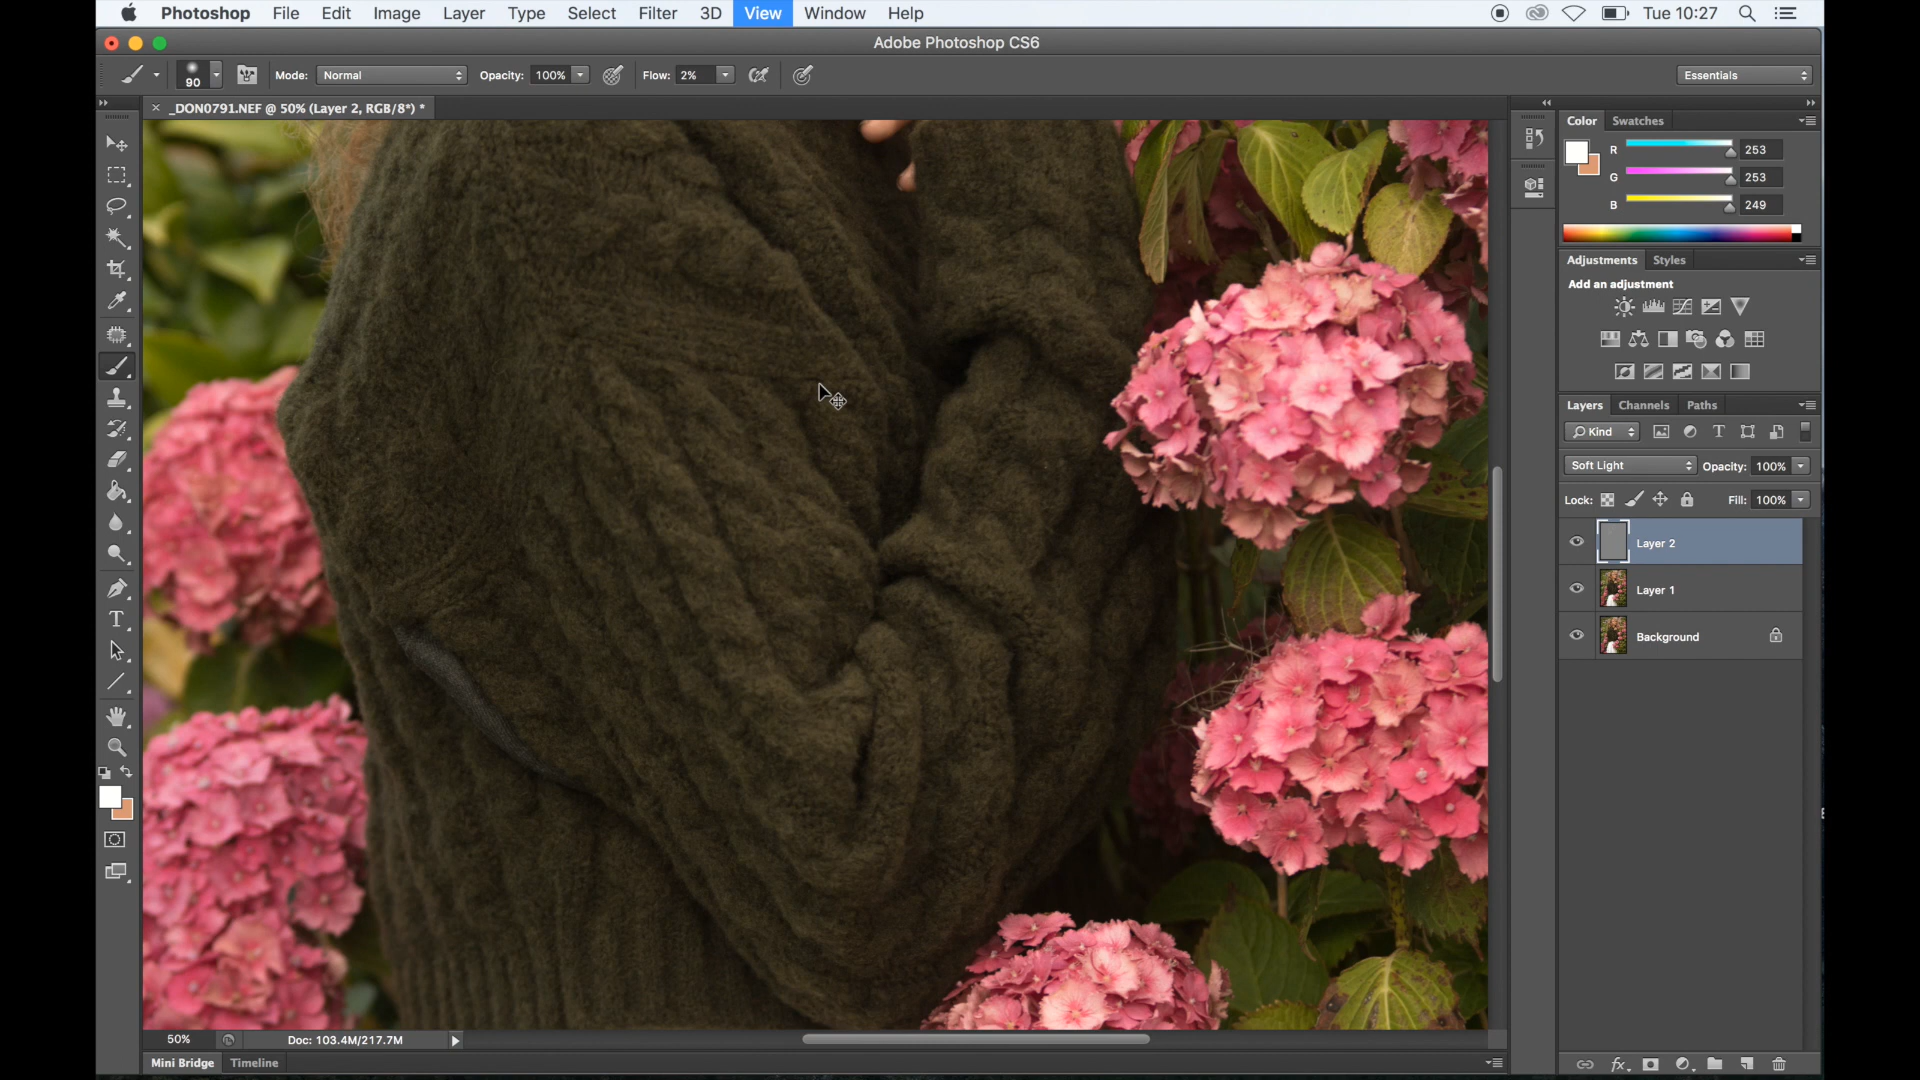 Photoshop File Edit Image Layer Type Select Filter 3D View Window Help Tue 10:27
Adobe Photoshop CS6
90 Mode: Normal Opacity: 100% Flow: 2% Essentials
× _DON0791.NEF @ 50% (Layer 2, RGB/8*) *
Color Swatches
R 253
G 253
B 249
Adjustments Styles
Add an adjustment
Layers Channels Paths
Kind
Soft Light Opacity: 100%
Lock: Fill: 100%
Layer 2
Layer 1
Background
50% Doc: 103.4M/217.7M
Mini Bridge Timeline